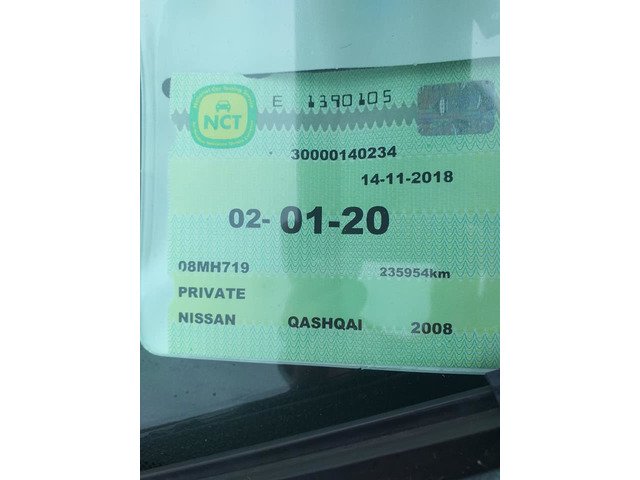 NCT
E 1390105
30000140234
14-11-2018
02-01-20
08MH719 235954km
PRIVATE
NISSAN QASHQAI 2008